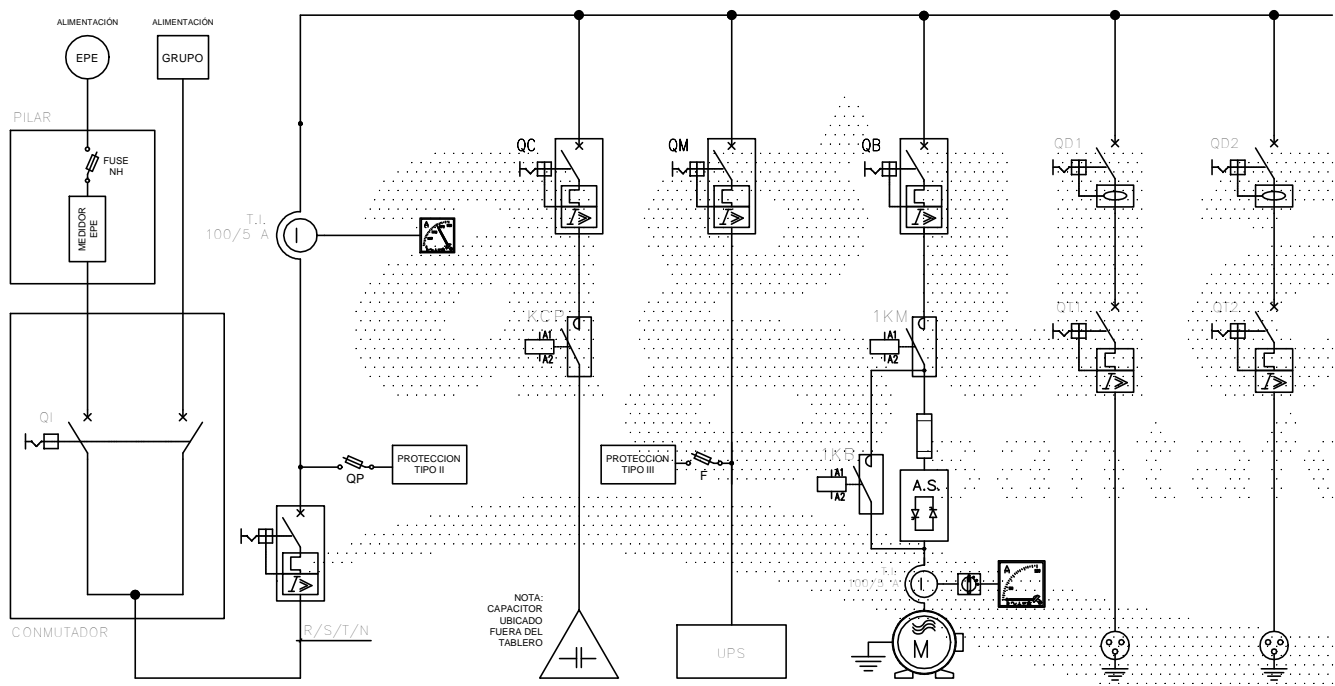 ALIMENTACIÓN
EPE
ALIMENTACIÓN
GRUPO
PILAR
FUSE
NH
MEDIDOR
EPE
QI
CONMUTADOR
R/S/T/N
T.I.
100/5 A
I
A
QP
PROTECCION
TIPO II
I
QC
I
KCP
A1
A2
NOTA:
CAPACITOR
UBICADO
FUERA DEL
TABLERO
QM
I
PROTECCION
TIPO III
F
UPS
QB
I
1KM
A1
A2
1KB
A1
A2
A.S.
T.I.
100/5 A
I
A
M
QD1
QT1
I
QD2
QT2
I